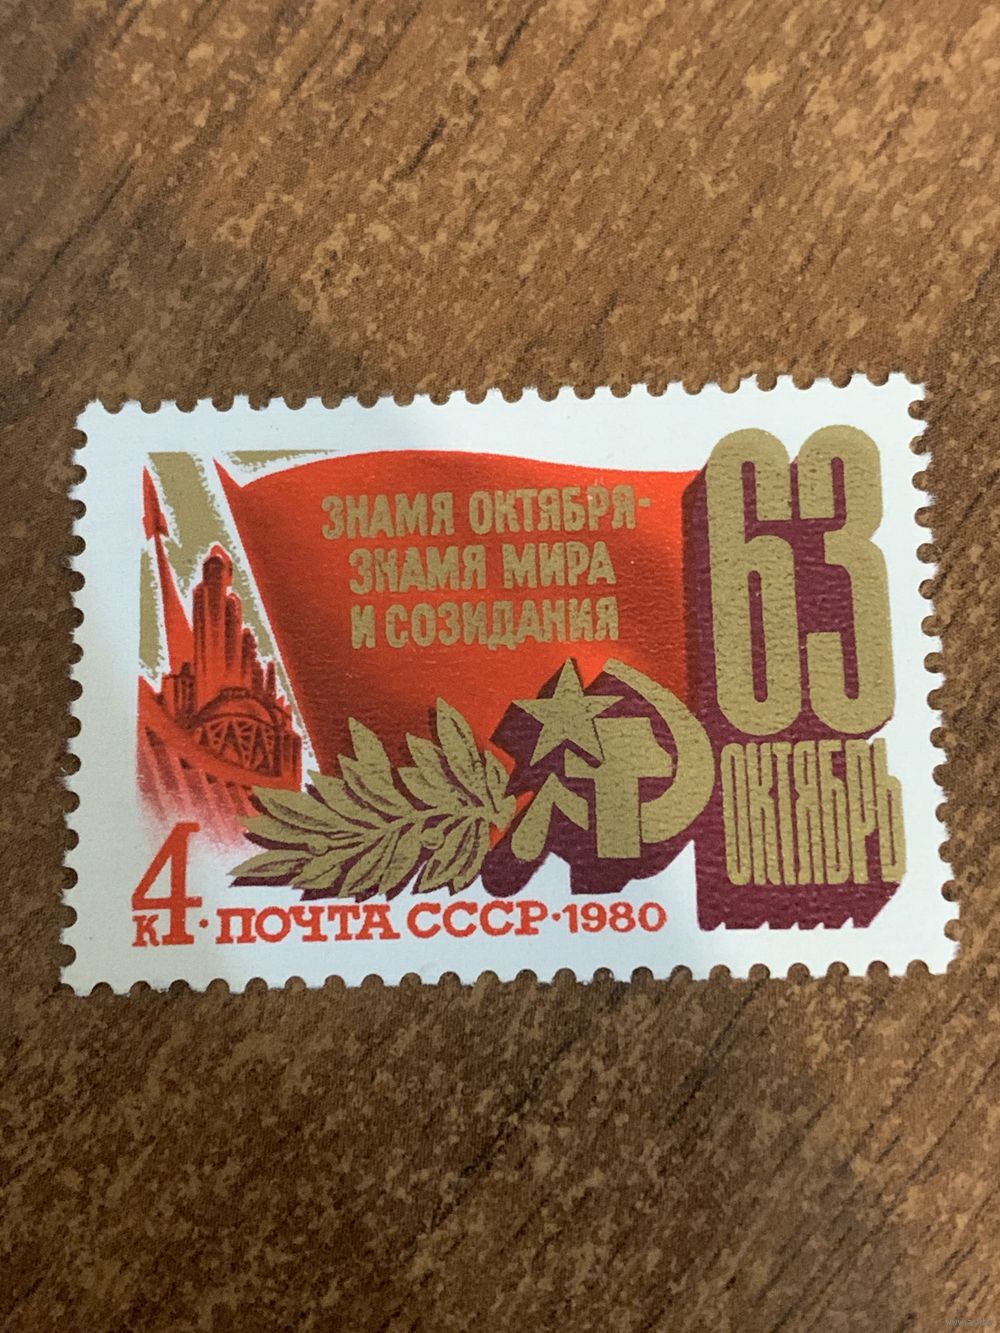 ЗНАМЯ ОКТЯБРЯ-
ЗНАМЯ МИРА
И СОЗИДАНИЯ
63
ОКТЯБРЬ
4
к · ПОЧТА СССР · 1980